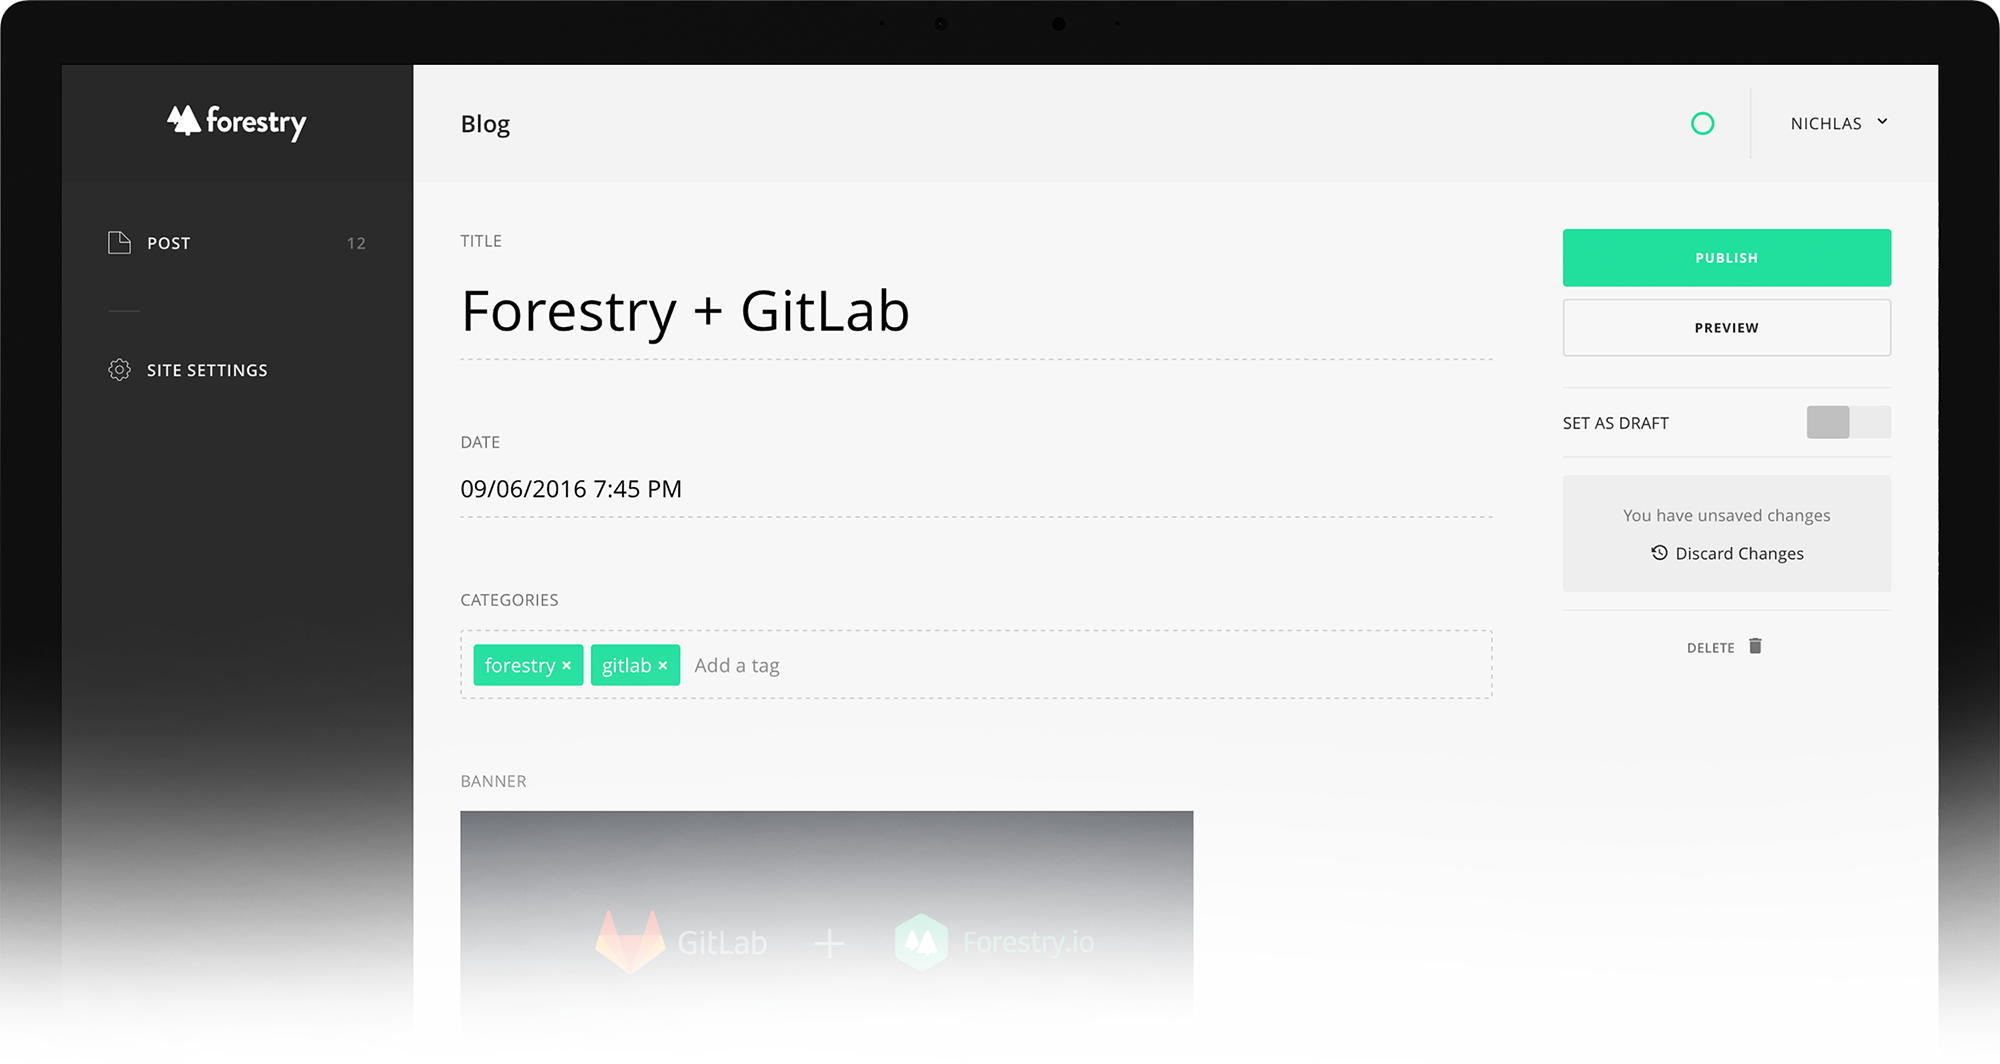 forestry
Blog
NICHLAS
POST 12
SITE SETTINGS
TITLE
Forestry + GitLab
DATE
09/06/2016 7:45 PM
CATEGORIES
forestry × gitlab × Add a tag
BANNER
GitLab + Forestry.io
PUBLISH
PREVIEW
SET AS DRAFT
You have unsaved changes
Discard Changes
DELETE